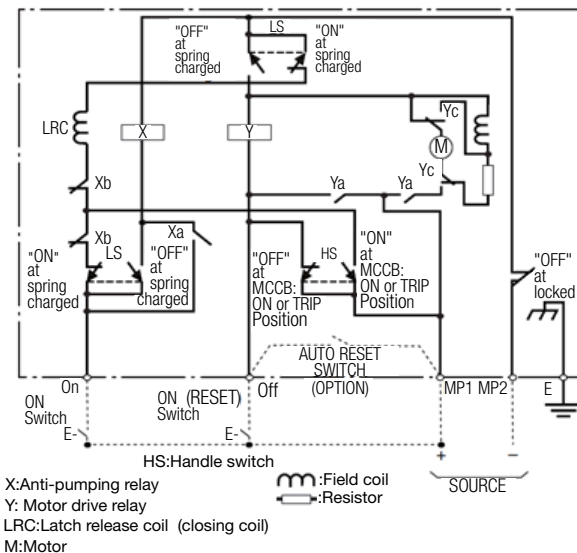 "OFF"
at
spring
charged
LS
"ON"
at
spring
charged
LRC
X
Y
Yc
M
Yc
Xb
Ya
Ya
Xb
Xa
"ON"
at
spring
charged
LS
"OFF"
at
spring
charged
"OFF"
at
MCCB:
ON or TRIP
Position
HS
"ON"
at
MCCB:
ON or TRIP
Position
"OFF"
at
locked
AUTO RESET
SWITCH
(OPTION)
On
Off
MP1 MP2
E
ON
Switch
ON (RESET)
Switch
E-
E-
+
−
HS:Handle switch
SOURCE
X:Anti-pumping relay
:Field coil
Y: Motor drive relay
:Resistor
LRC:Latch release coil (closing coil)
M:Motor